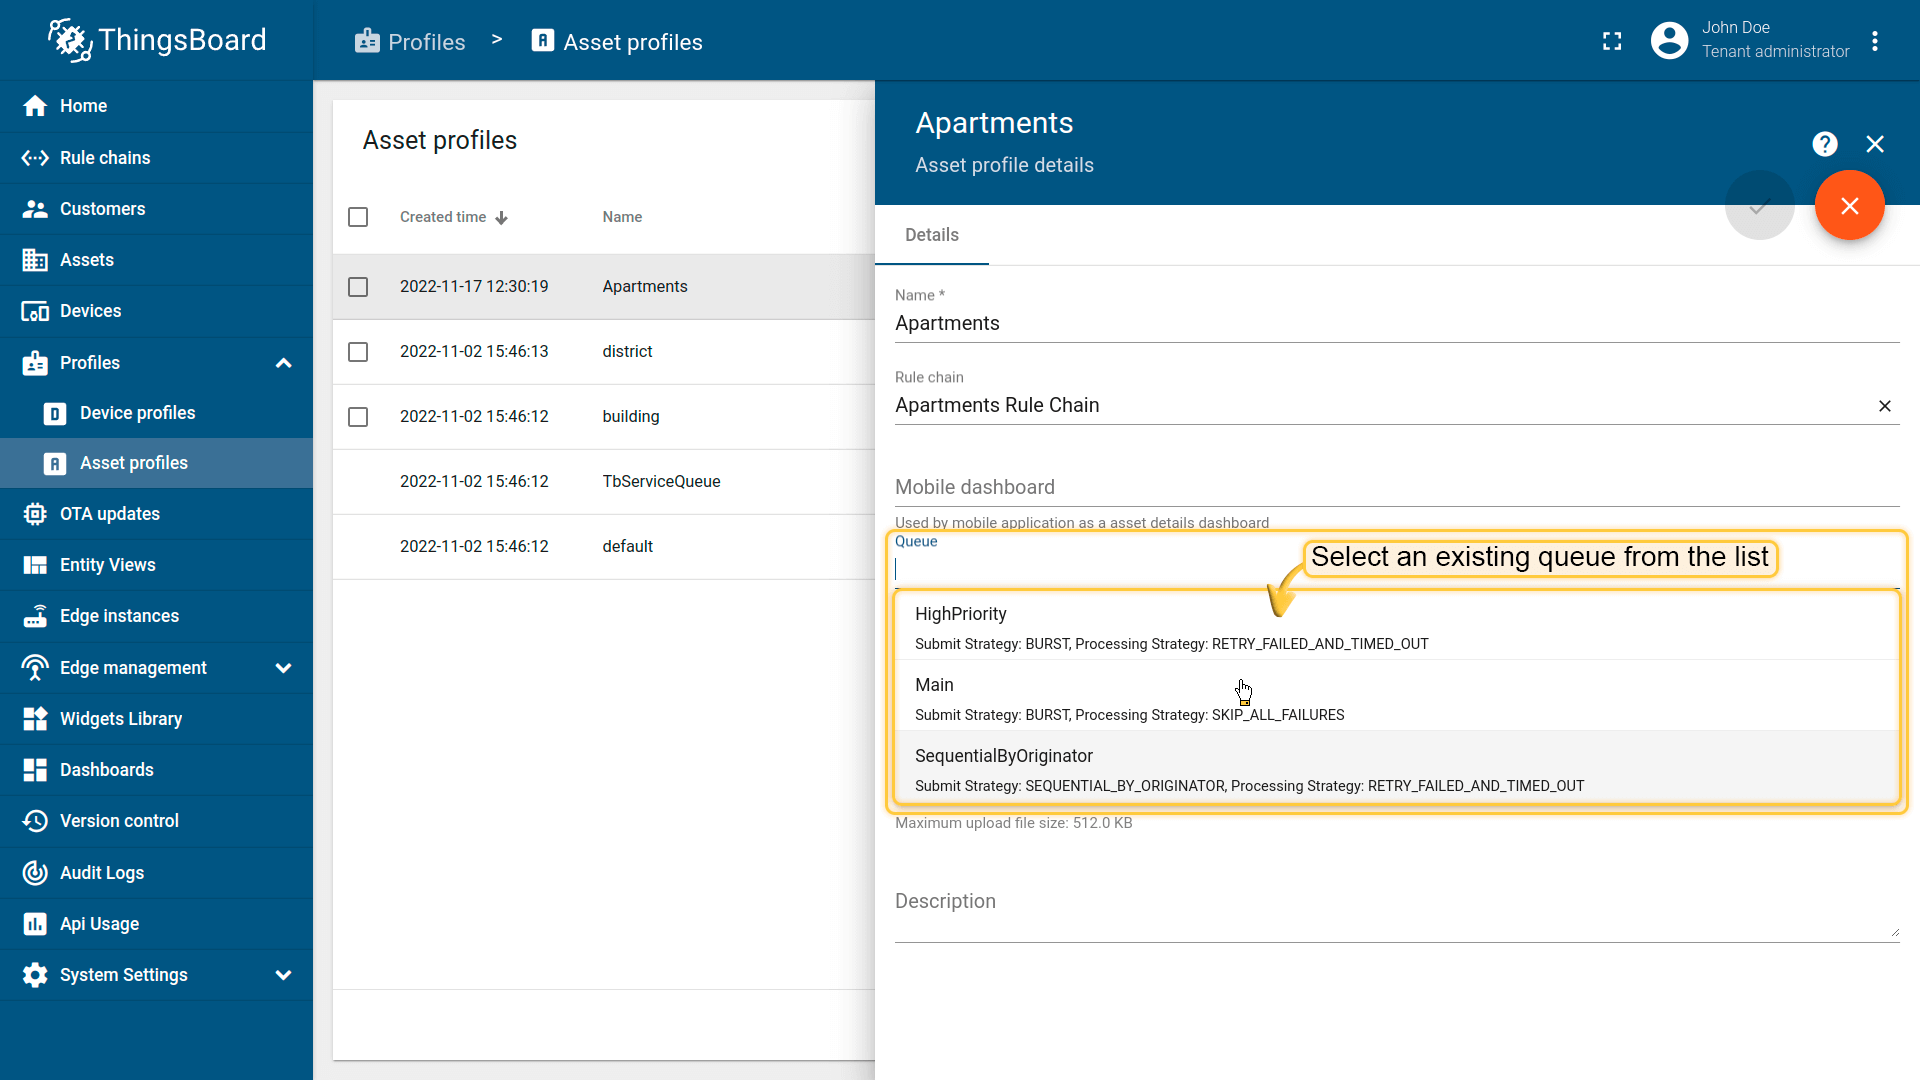 ThingsBoard
Profiles > Asset profiles
John Doe
Tenant administrator
Home
Rule chains
Customers
Assets
Devices
Profiles
Device profiles
Asset profiles
OTA updates
Entity Views
Edge instances
Edge management
Widgets Library
Dashboards
Version control
Audit Logs
Api Usage
System Settings
Asset profiles
Created time Name
2022-11-17 12:30:19 Apartments
2022-11-02 15:46:13 district
2022-11-02 15:46:12 building
2022-11-02 15:46:12 TbServiceQueue
2022-11-02 15:46:12 default
Apartments
Asset profile details
Details
Name *
Apartments
Rule chain
Apartments Rule Chain
Mobile dashboard
Used by mobile application as a asset details dashboard
Queue
Select an existing queue from the list
HighPriority
Submit Strategy: BURST, Processing Strategy: RETRY_FAILED_AND_TIMED_OUT
Main
Submit Strategy: BURST, Processing Strategy: SKIP_ALL_FAILURES
SequentialByOriginator
Submit Strategy: SEQUENTIAL_BY_ORIGINATOR, Processing Strategy: RETRY_FAILED_AND_TIMED_OUT
Maximum upload file size: 512.0 KB
Description